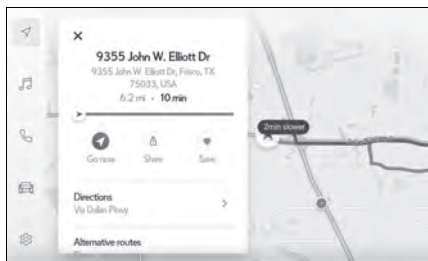 9355 John W. Elliott Dr
9355 John W. Elliott Dr, Frisco, TX
75033, USA
6.2 mi • 10 min
2min slower
Go now
Share
Save
Directions
Via Dallas Pkwy
Alternative routes